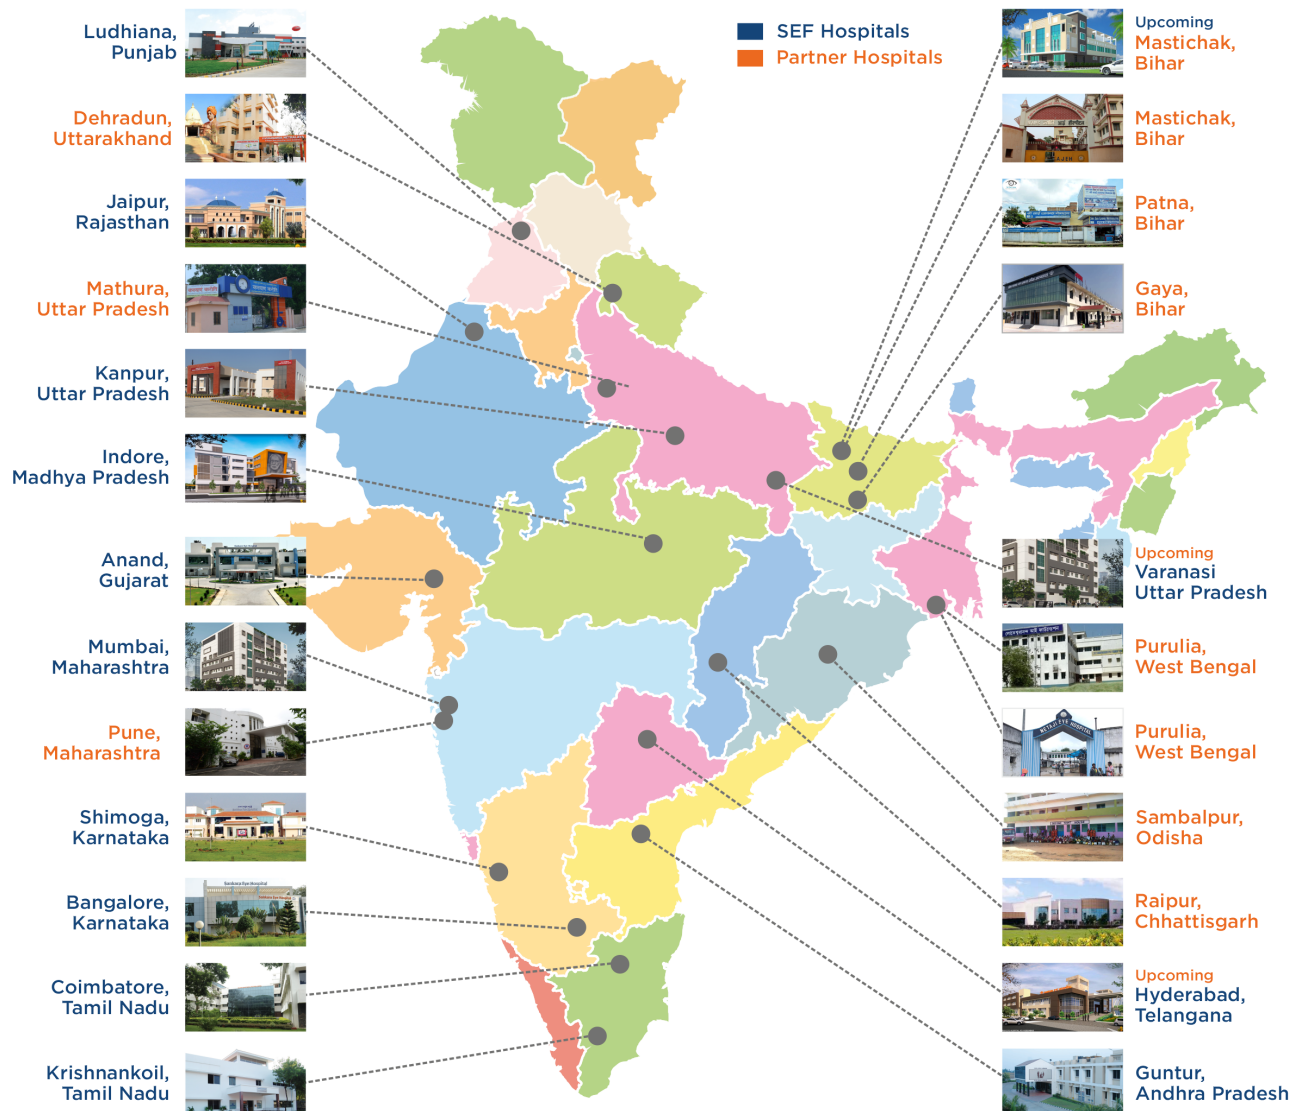 Ludhiana,
Punjab
Dehradun,
Uttarakhand
Jaipur,
Rajasthan
Mathura,
Uttar Pradesh
Kanpur,
Uttar Pradesh
Indore,
Madhya Pradesh
Anand,
Gujarat
Mumbai,
Maharashtra
Pune,
Maharashtra
Shimoga,
Karnataka
Bangalore,
Karnataka
Coimbatore,
Tamil Nadu
Krishnankoil,
Tamil Nadu
SEF Hospitals
Partner Hospitals
Upcoming
Mastichak,
Bihar
Mastichak,
Bihar
Patna,
Bihar
Gaya,
Bihar
Upcoming
Varanasi
Uttar Pradesh
Purulia,
West Bengal
NETAJI EYE HOSPITAL
Purulia,
West Bengal
Sambalpur,
Odisha
Raipur,
Chhattisgarh
Upcoming
Hyderabad,
Telangana
Guntur,
Andhra Pradesh